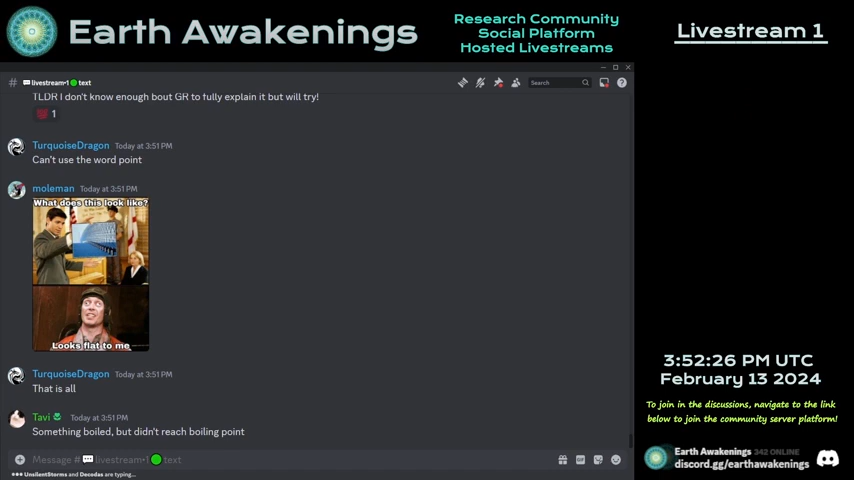 Earth Awakenings
Research Community
Social Platform
Hosted Livestreams
Livestream 1
livestream-1 text
Search
TLDR I don't know enough bout GR to fully explain it but will try!
1
TurquoiseDragon Today at 3:51 PM
Can't use the word point
moleman Today at 3:51 PM
What does this look like?
Looks flat to me
TurquoiseDragon Today at 3:51 PM
That is all
Tavi Today at 3:51 PM
Something boiled, but didn't reach boiling point
Message # livestream-1 text
UnsilentStorms and Decodas are typing...
3:52:26 PM UTC
February 13 2024
To join in the discussions, navigate to the link
below to join the community server platform!
Earth Awakenings 342 ONLINE
discord.gg/earthawakenings